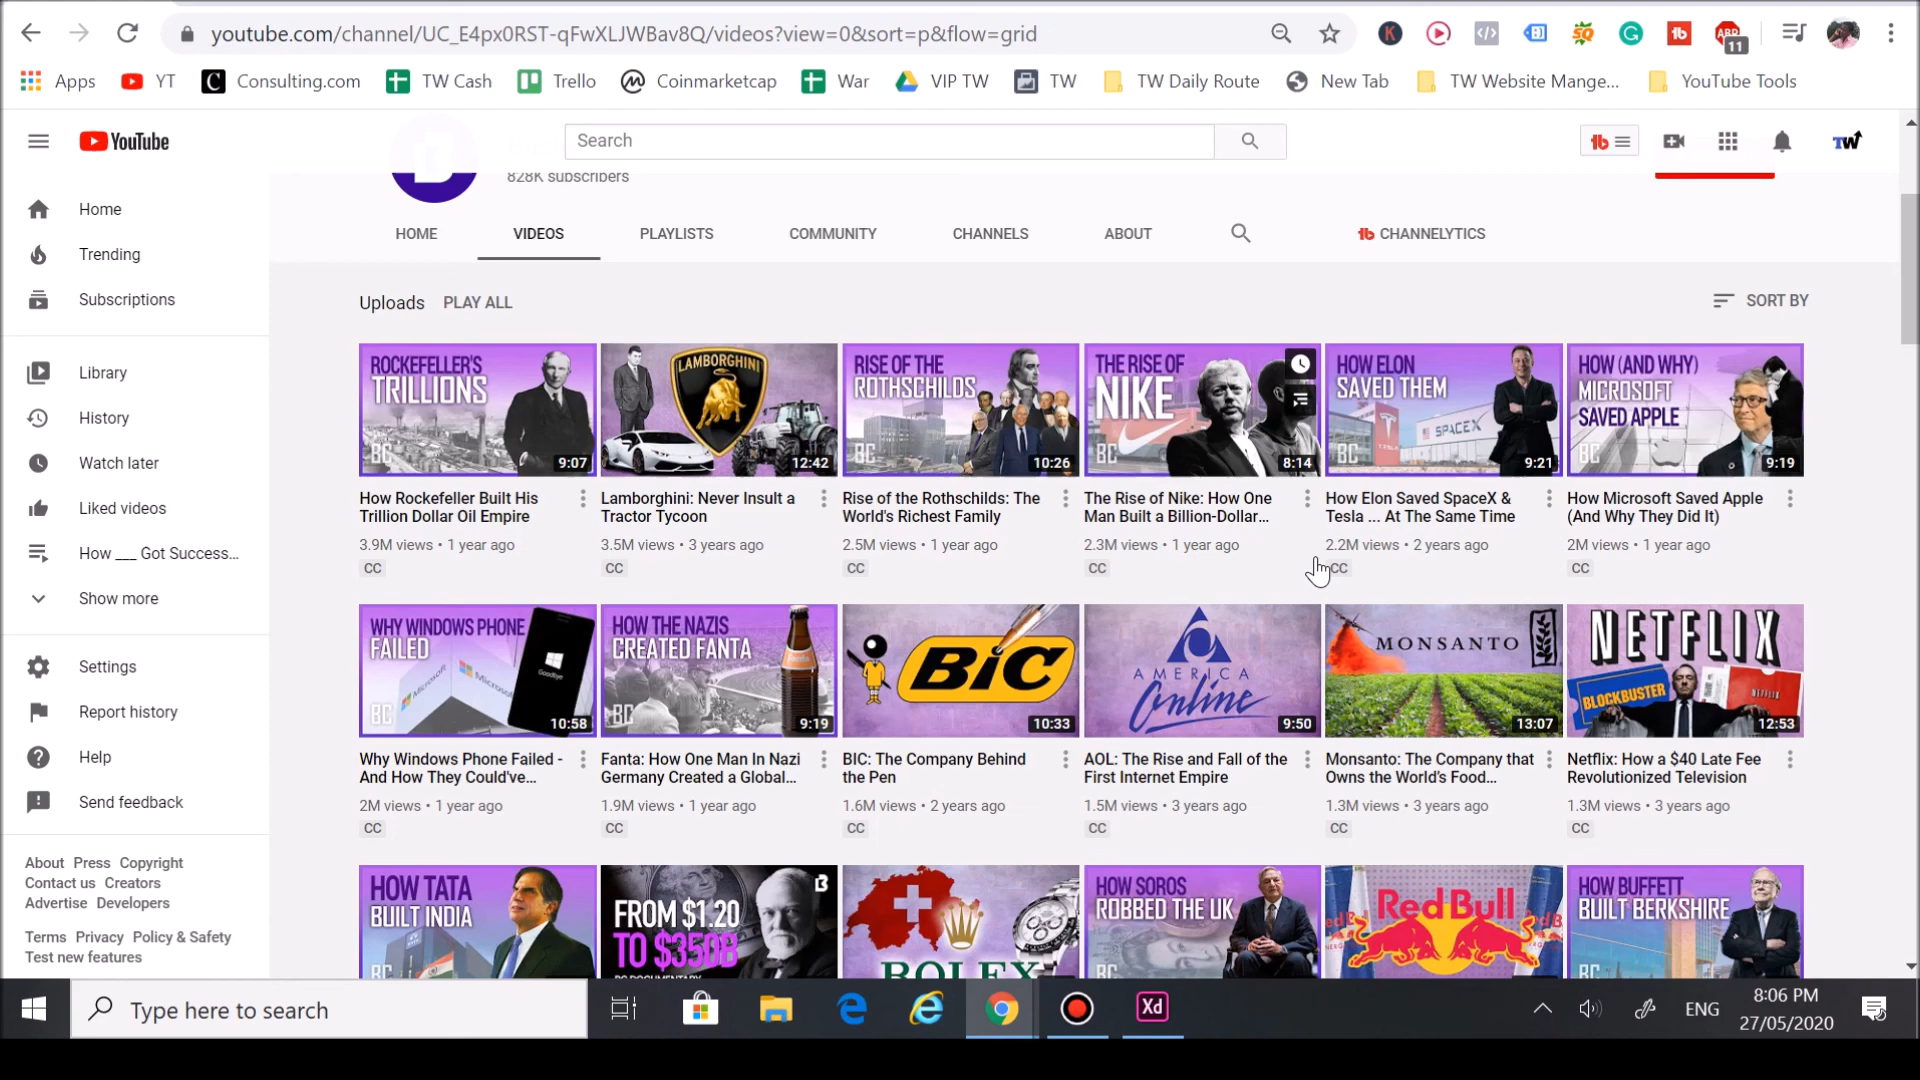 youtube.com/channel/UC_E4px0RST-qFwXLJWBav8Q/videos?view=0&sort=p&flow=grid
11
Apps YT Consulting.com TW Cash Trello Coinmarketcap War VIP TW TW TW Daily Route New Tab TW Website Mange... YouTube Tools
YouTube
Search
TW
828K subscribers
HOME VIDEOS PLAYLISTS COMMUNITY CHANNELS ABOUT CHANNELYTICS
Home
Trending
Subscriptions
Library
History
Watch later
Liked videos
How ___ Got Success...
Show more
Settings
Report history
Help
Send feedback
About Press Copyright
Contact us Creators
Advertise Developers
Terms Privacy Policy & Safety
Test new features
Uploads PLAY ALL SORT BY
ROCKEFELLER'S
TRILLIONS
BC
9:07
LAMBORGHINI
12:42
RISE OF THE
ROTHSCHILDS
BC
10:26
THE RISE OF
NIKE
BC
8:14
HOW ELON
SAVED THEM
SPACEX
BC
9:21
HOW (AND WHY)
MICROSOFT
SAVED APPLE
BC
9:19
How Rockefeller Built His
Trillion Dollar Oil Empire
3.9M views • 1 year ago
CC
Lamborghini: Never Insult a
Tractor Tycoon
3.5M views • 3 years ago
CC
Rise of the Rothschilds: The
World's Richest Family
2.5M views • 1 year ago
CC
The Rise of Nike: How One
Man Built a Billion-Dollar...
2.3M views • 1 year ago
CC
How Elon Saved SpaceX &
Tesla ... At The Same Time
2.2M views • 2 years ago
CC
How Microsoft Saved Apple
(And Why They Did It)
2M views • 1 year ago
CC
WHY WINDOWS PHONE
FAILED
Microsoft
Goodbye
BC
10:58
HOW THE NAZIS
CREATED FANTA
BC
9:19
BIC
10:33
AMERICA
Online
9:50
MONSANTO
13:07
NETFLIX
BLOCKBUSTER
12:53
Why Windows Phone Failed -
And How They Could've...
2M views • 1 year ago
CC
Fanta: How One Man In Nazi
Germany Created a Global...
1.9M views • 1 year ago
CC
BIC: The Company Behind
the Pen
1.6M views • 2 years ago
CC
AOL: The Rise and Fall of the
First Internet Empire
1.5M views • 3 years ago
CC
Monsanto: The Company that
Owns the World's Food...
1.3M views • 3 years ago
CC
Netflix: How a $40 Late Fee
Revolutionized Television
1.3M views • 3 years ago
CC
HOW TATA
BUILT INDIA
FROM $1.20
TO $350B
BC DOCUMENTARY
ROLEX
HOW SOROS
ROBBED THE UK
Red Bull
HOW BUFFETT
BUILT BERKSHIRE
Type here to search
Xd
ENG
8:06 PM
27/05/2020